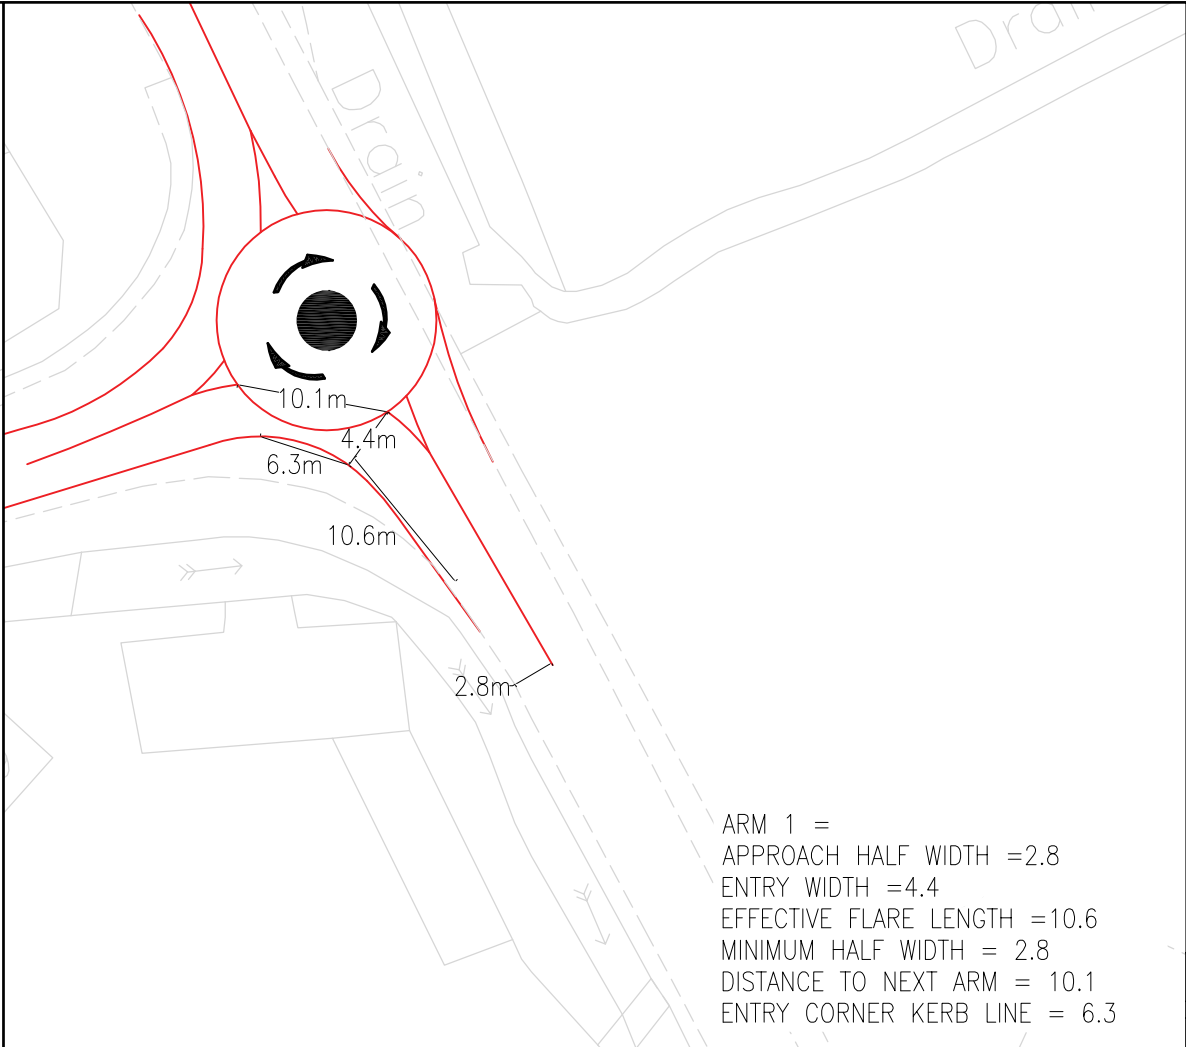 Drain
Drain
10.1m
4.4m
6.3m
10.6m
2.8m
ARM 1 =
APPROACH HALF WIDTH =2.8
ENTRY WIDTH =4.4
EFFECTIVE FLARE LENGTH =10.6
MINIMUM HALF WIDTH = 2.8
DISTANCE TO NEXT ARM = 10.1
ENTRY CORNER KERB LINE = 6.3